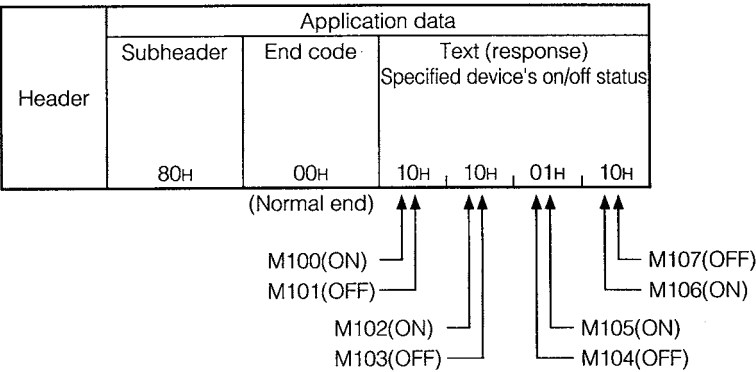 Application data
Header
Subheader
End code
Text (response)
Specified device's on/off status
80H
00H
10H
10H
01H
10H
(Normal end)
M100(ON)
M101(OFF)
M102(ON)
M103(OFF)
M107(OFF)
M106(ON)
M105(ON)
M104(OFF)